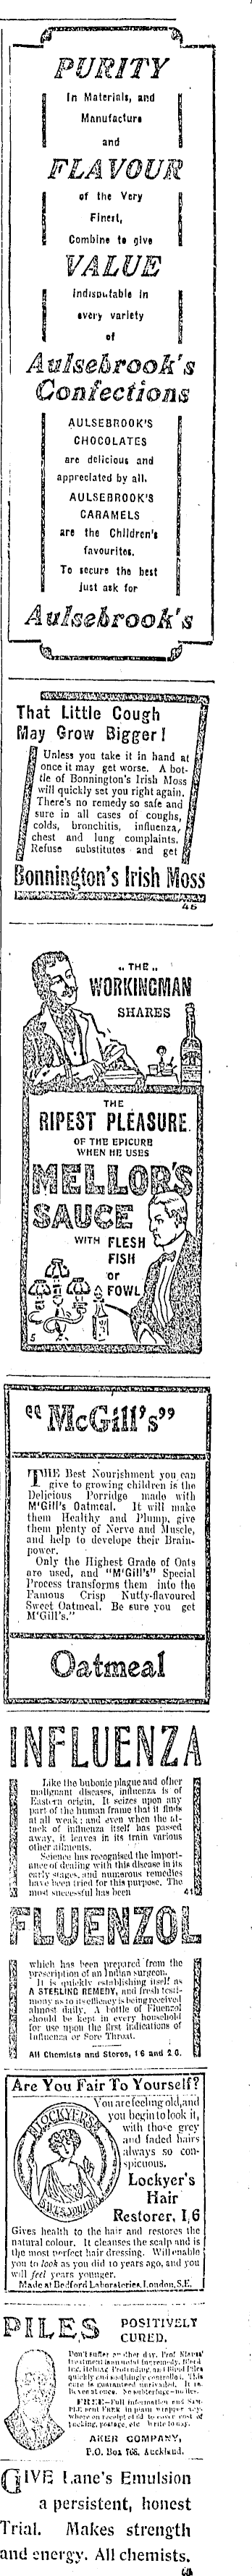 PURITY
In Materials, and
Manufacture
and
FLAVOUR
of the Very
Finest,
Combine to give
VALUE
indisputable in
every variety
of
Aulsebrook's
Confections
AULSEBROOK'S
CHOCOLATES
are delicious and
appreciated by all.
AULSEBROOK'S
CARAMELS
are the Children's
favourites.
To secure the best
just ask for
Aulsebrook's
That Little Cough
May Grow Bigger!
Unless you take it in hand at
once it may get worse. A bot-
tle of Bonnington's Irish Moss
will quickly set you right again.
There's no remedy so safe and
sure in all cases of coughs,
colds, bronchitis, influenza,
chest and lung complaints.
Refuse substitutes and get
Bonnington's Irish Moss
THE
WORKINGMAN
SHARES
THE
RIPEST PLEASURE
OF THE EPICURE
WHEN HE USES
MELLOR'S
SAUCE
WITH FLESH
FISH
or
FOWL
5
"McGill's"
THE Best Nourishment you can
give to growing children is the
Delicious Porridge made with
M'Gill's Oatmeal. It will make
them Healthy and Plump, give
them plenty of Nerve and Muscle,
and help to develope their Brain-
power.
Only the Highest Grade of Oats
are used, and "M'Gill's" Special
Process transforms them into the
Famous Crisp Nutty-flavoured
Sweet Oatmeal. Be sure you get
M'Gill's."
Oatmeal
INFLUENZA
Like the bubonic plague and other
malignant diseases, influenza is of
Eastern origin. It seizes upon any
part of the human frame that it finds
at all weak; and even when the at-
tack of influenza itself has passed
away, it leaves in its train various
other ailments.
Science has recognised the import-
ance of dealing with this disease in its
early stages, and numerous remedies
have been tried for this purpose. The
most successful has been
FLUENZOL
which has been prepared from the
prescription of an Indian surgeon.
It is quickly establishing itself as
A STERLING REMEDY, and fresh testi-
mony as to its efficiency is being received
almost daily. A bottle of Fluenzol
should be kept in every household
for use upon the first indications of
Influenza or Sore Throat.
All Chemists and Stores, 1 6 and 2 6.
Are You Fair To Yourself?
LOCKYER'S
You are feeling old, and
you begin to look it,
with those grey
and faded hairs
always so con-
spicuous.
Lockyer's
Hair
Restorer, 1/6
Gives health to the hair and restores the
natural colour. It cleanses the scalp and is
the most perfect hair dressing. Will enable
you to look as you did 10 years ago, and you
will feel years younger.
Made at Bedford Laboratories, London, S.E.
PILES POSITIVELY
CURED.
FREE
AKER COMPANY,
P.O. Box 768, Auckland.
GIVE Lane's Emulsion
a persistent, honest
Trial. Makes strength
and energy. All chemists.